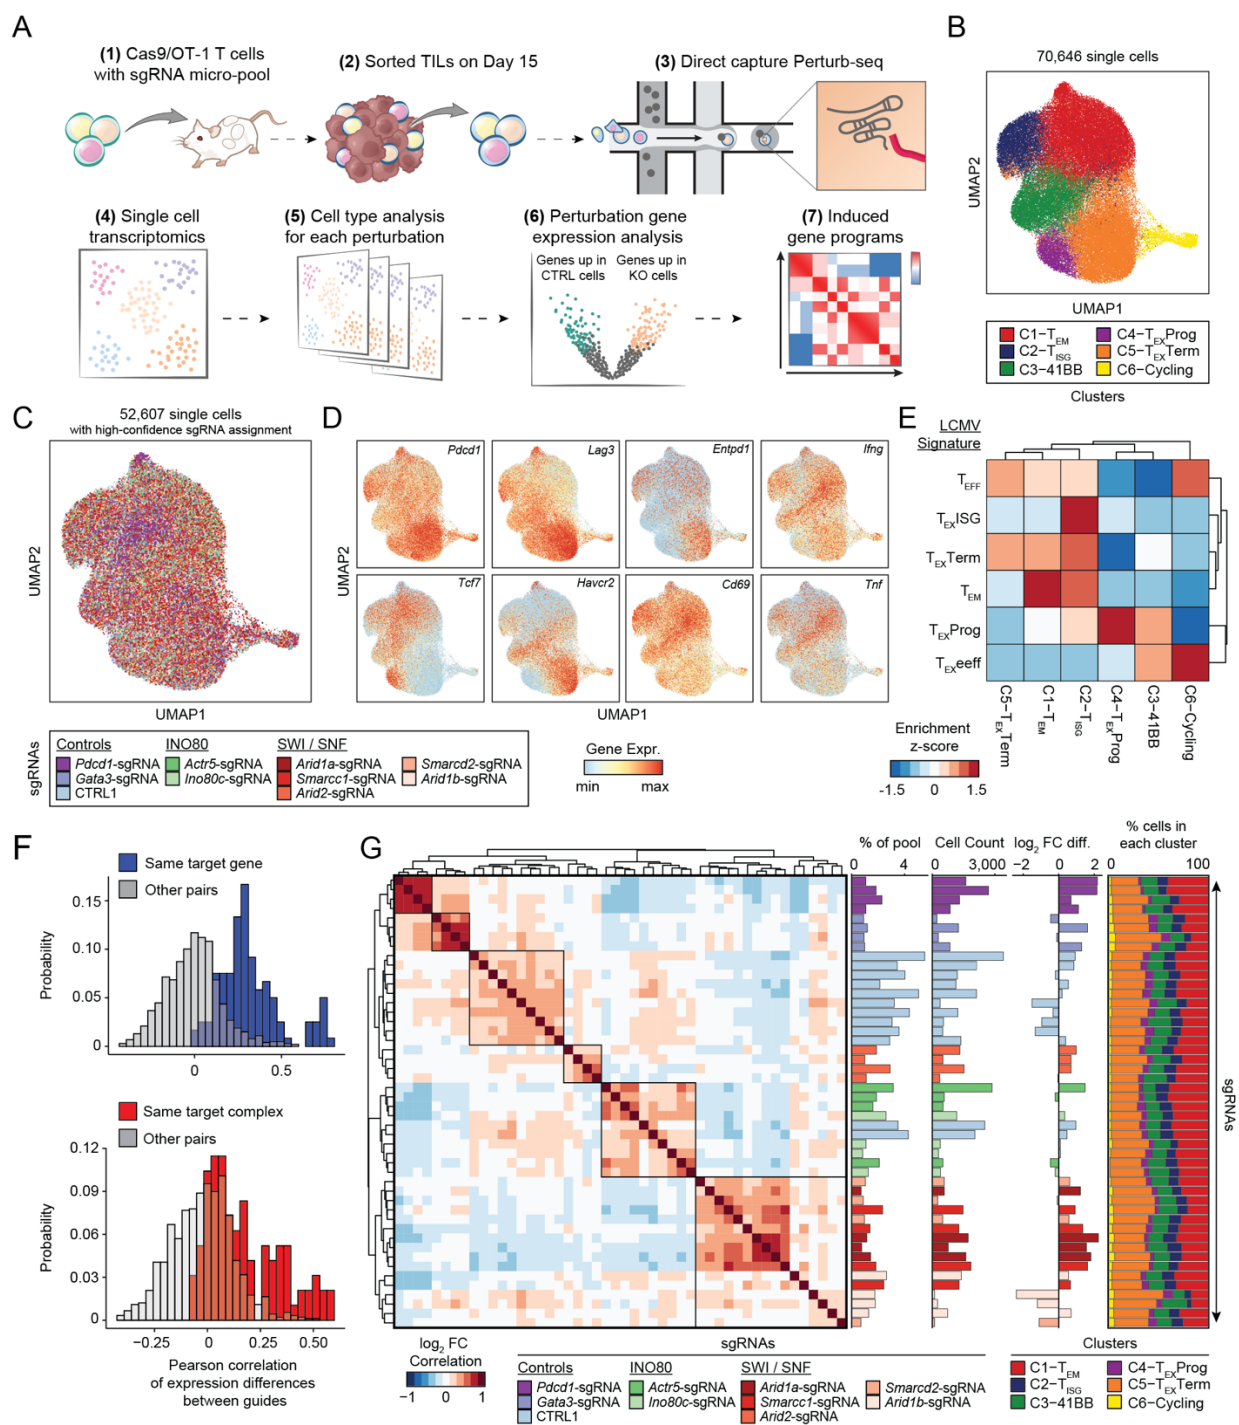 A
(1) Cas9/OT-1 T cells
with sgRNA micro-pool
(2) Sorted TILs on Day 15
(3) Direct capture Perturb-seq
(4) Single cell
transcriptomics
(5) Cell type analysis
for each perturbation
(6) Perturbation gene
expression analysis
Genes up in
CTRL cells
Genes up in
KO cells
(7) Induced
gene programs
B
70,646 single cells
UMAP2
UMAP1
C1-TEM
C2-TISG
C3-41BB
C4-TEXProg
C5-TEXTerm
C6-Cycling
Clusters
C
52,607 single cells
with high-confidence sgRNA assignment
UMAP2
UMAP1
sgRNAs
Controls
Pdcd1-sgRNA
Gata3-sgRNA
CTRL1
INO80
Actr5-sgRNA
Ino80c-sgRNA
SWI / SNF
Arid1a-sgRNA
Smarcc1-sgRNA
Arid2-sgRNA
Smarcd2-sgRNA
Arid1b-sgRNA
D
Pdcd1
Lag3
Entpd1
Ifng
Tcf7
Havcr2
Cd69
Tnf
UMAP2
UMAP1
Gene Expr.
min
max
E
LCMV
Signature
TEFF
TEXISG
TEXTerm
TEM
TEXProg
TEXeeff
C5-TEXTerm
C1-TEM
C2-TISG
C4-TEXProg
C3-41BB
C6-Cycling
Enrichment
z-score
-1.5 0 1.5
F
Same target gene
Other pairs
Probability
0.15
0.10
0.05
0
0 0.5
Same target complex
Other pairs
Probability
0.12
0.09
0.06
0.03
0
-0.25 0 0.25 0.50
Pearson correlation
of expression differences
between guides
G
% of pool
0 4
Cell Count
0 3,000
log2 FC diff.
-2 0 2
% cells in
each cluster
0 100
sgRNAs
log2 FC
Correlation
-1 0 1
sgRNAs
Controls
Pdcd1-sgRNA
Gata3-sgRNA
CTRL1
INO80
Actr5-sgRNA
Ino80c-sgRNA
SWI / SNF
Arid1a-sgRNA
Smarcc1-sgRNA
Arid2-sgRNA
Smarcd2-sgRNA
Arid1b-sgRNA
Clusters
C1-TEM
C2-TISG
C3-41BB
C4-TEXProg
C5-TEXTerm
C6-Cycling